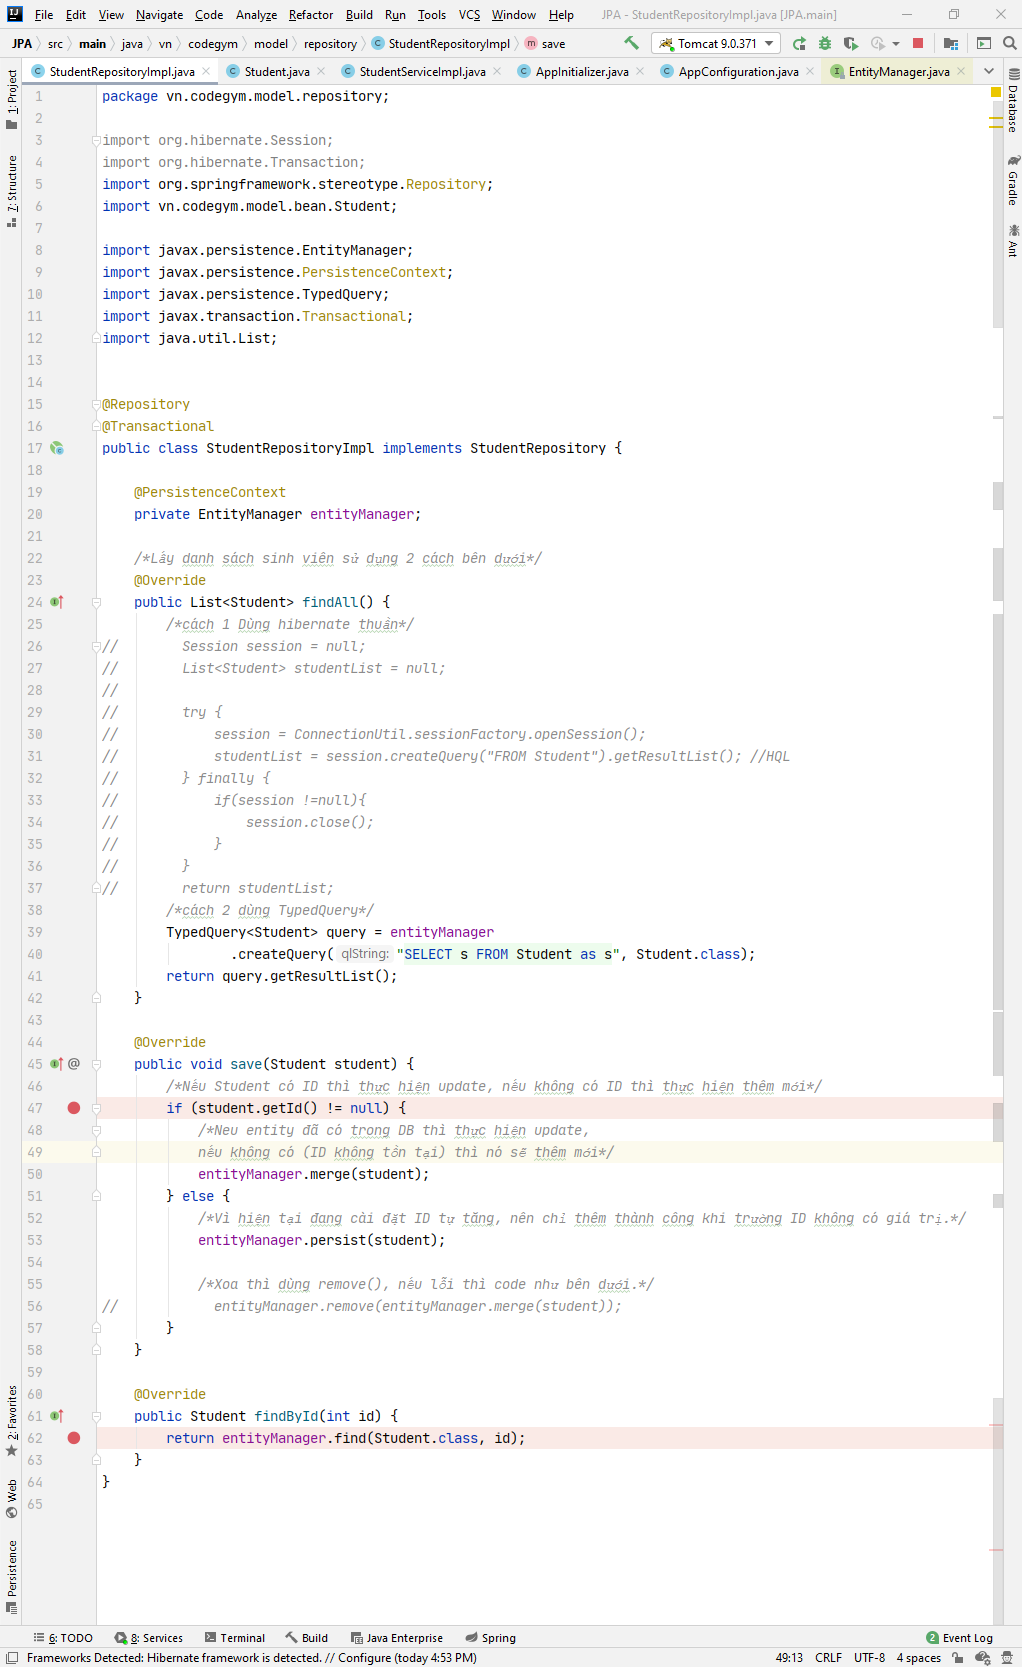 File Edit View Navigate Code Analyze Refactor Build Run Tools VCS Window Help JPA - StudentRepositoryImpl.java [JPA.main]
JPA src main java vn codegym model repository StudentRepositoryImpl save Tomcat 9.0.371
StudentRepositoryImpl.java Student.java StudentServiceImpl.java AppInitializer.java AppConfiguration.java EntityManager.java
1: Project
7: Structure
2: Favorites
Web
Persistence
Database
Gradle
Ant
1 package vn.codegym.model.repository;
2
3 import org.hibernate.Session;
4 import org.hibernate.Transaction;
5 import org.springframework.stereotype.Repository;
6 import vn.codegym.model.bean.Student;
7
8 import javax.persistence.EntityManager;
9 import javax.persistence.PersistenceContext;
10 import javax.persistence.TypedQuery;
11 import javax.transaction.Transactional;
12 import java.util.List;
13
14
15 @Repository
16 @Transactional
17 public class StudentRepositoryImpl implements StudentRepository {
18
19 @PersistenceContext
20 private EntityManager entityManager;
21
22 /*Lấy danh sách sinh viên sử dụng 2 cách bên dưới*/
23 @Override
24 public List<Student> findAll() {
25 /*cách 1 Dùng hibernate thuần*/
26 // Session session = null;
27 // List<Student> studentList = null;
28 //
29 // try {
30 // session = ConnectionUtil.sessionFactory.openSession();
31 // studentList = session.createQuery("FROM Student").getResultList(); //HQL
32 // } finally {
33 // if(session !=null){
34 // session.close();
35 // }
36 // }
37 // return studentList;
38 /*cách 2 dùng TypedQuery*/
39 TypedQuery<Student> query = entityManager
40 .createQuery( qlString: "SELECT s FROM Student as s", Student.class);
41 return query.getResultList();
42 }
43
44 @Override
45 @ public void save(Student student) {
46 /*Nếu Student có ID thì thực hiện update, nếu không có ID thì thực hiện thêm mới*/
47 if (student.getId() != null) {
48 /*Neu entity đã có trong DB thì thực hiện update,
49 nếu không có (ID không tồn tại) thì nó sẽ thêm mới*/
50 entityManager.merge(student);
51 } else {
52 /*Vì hiện tại đang cài đặt ID tự tăng, nên chỉ thêm thành công khi trường ID không có giá trị.*/
53 entityManager.persist(student);
54
55 /*Xoa thì dùng remove(), nếu lỗi thì code như bên dưới.*/
56 // entityManager.remove(entityManager.merge(student));
57 }
58 }
59
60 @Override
61 public Student findById(int id) {
62 return entityManager.find(Student.class, id);
63 }
64 }
65
6: TODO 8: Services Terminal Build Java Enterprise Spring 2 Event Log
Frameworks Detected: Hibernate framework is detected. // Configure (today 4:53 PM) 49:13 CRLF UTF-8 4 spaces